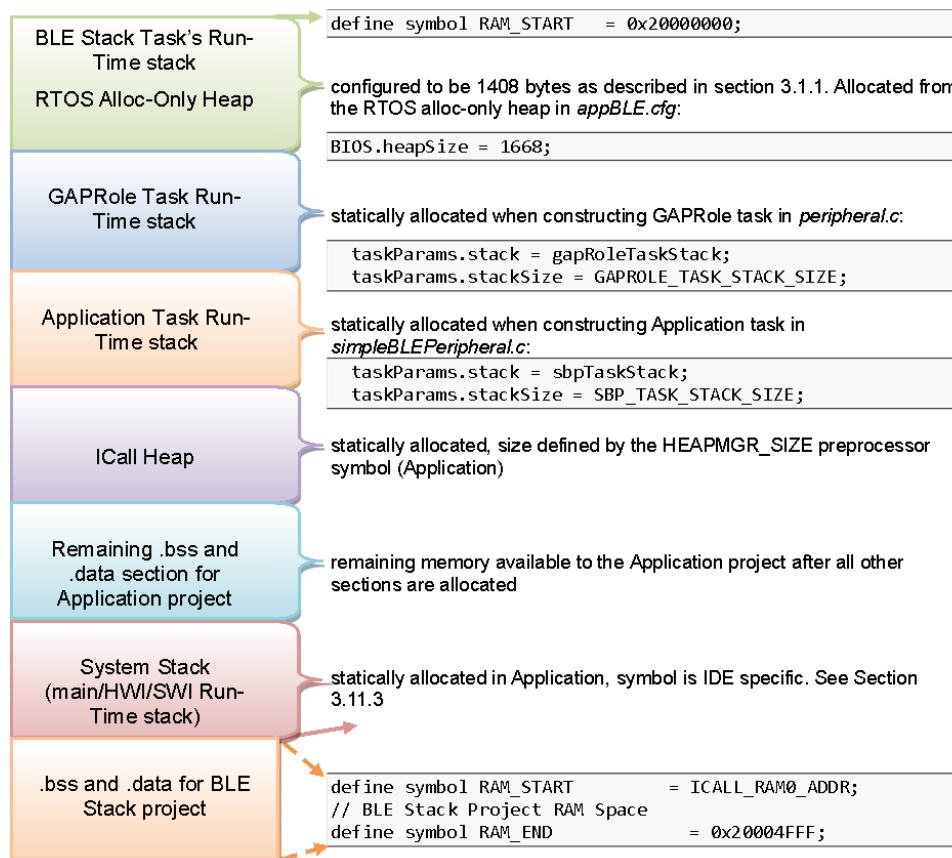 BLE Stack Task's Run-
Time stack
RTOS Alloc-Only Heap
define symbol RAM_START   = 0x20000000;
configured to be 1408 bytes as described in section 3.1.1. Allocated from
the RTOS alloc-only heap in appBLE.cfg:
BIOS.heapSize = 1668;
GAPRole Task Run-
Time stack
statically allocated when constructing GAPRole task in peripheral.c:
taskParams.stack = gapRoleTaskStack;
taskParams.stackSize = GAPROLE_TASK_STACK_SIZE;
Application Task Run-
Time stack
statically allocated when constructing Application task in
simpleBLEPeripheral.c:
taskParams.stack = sbpTaskStack;
taskParams.stackSize = SBP_TASK_STACK_SIZE;
ICall Heap
statically allocated, size defined by the HEAPMGR_SIZE preprocessor
symbol (Application)
Remaining .bss and
.data section for
Application project
remaining memory available to the Application project after all other
sections are allocated
System Stack
(main/HWI/SWI Run-
Time stack)
statically allocated in Application, symbol is IDE specific. See Section
3.11.3
.bss and .data for BLE
Stack project
define symbol RAM_START          = ICALL_RAM0_ADDR;
// BLE Stack Project RAM Space
define symbol RAM_END            = 0x20004FFF;